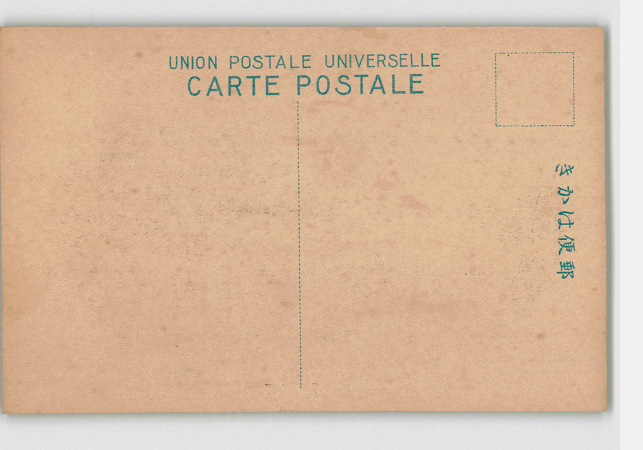 UNION POSTALE UNIVERSELLE
CARTE POSTALE
郵便はかき